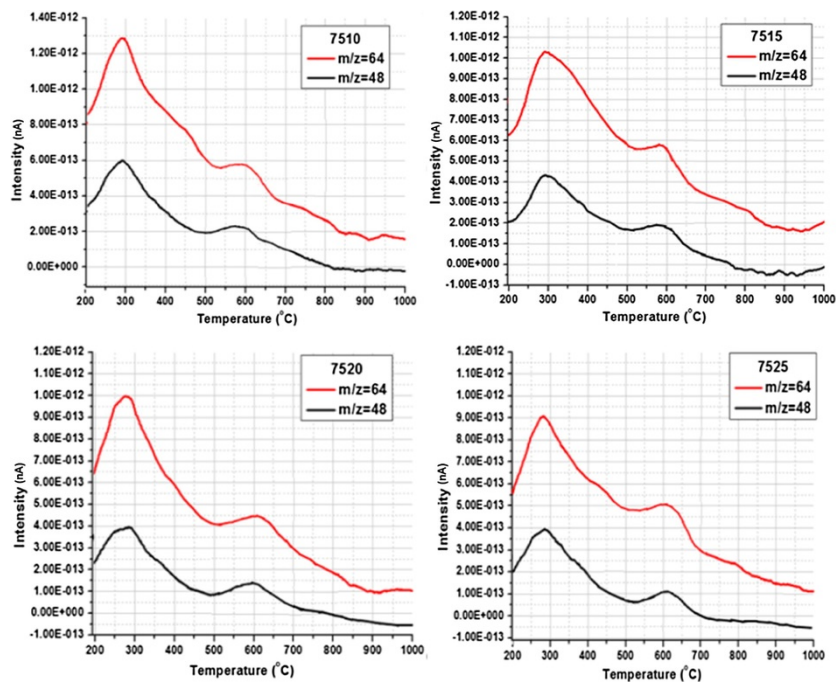 7510
m/z=64
m/z=48
1.40E-012
1.20E-012
1.00E-012
8.00E-013
6.00E-013
4.00E-013
2.00E-013
0.00E+000
Intensity (nA)
200 300 400 500 600 700 800 900 1000
Temperature (°C)
7515
m/z=64
m/z=48
1.20E-012
1.10E-012
1.00E-012
9.00E-013
8.00E-013
7.00E-013
6.00E-013
5.00E-013
4.00E-013
3.00E-013
2.00E-013
1.00E-013
0.00E+000
-1.00E-013
Intensity (nA)
200 300 400 500 600 700 800 900 1000
Temperature (°C)
7520
m/z=64
m/z=48
1.20E-012
1.10E-012
1.00E-012
9.00E-013
8.00E-013
7.00E-013
6.00E-013
5.00E-013
4.00E-013
3.00E-013
2.00E-013
1.00E-013
0.00E+000
-1.00E-013
Intensity (nA)
200 300 400 500 600 700 800 900 1000
Temperature (°C)
7525
m/z=64
m/z=48
1.20E-012
1.10E-012
1.00E-012
9.00E-013
8.00E-013
7.00E-013
6.00E-013
5.00E-013
4.00E-013
3.00E-013
2.00E-013
1.00E-013
0.00E+000
-1.00E-013
Intensity (nA)
200 300 400 500 600 700 800 900 1000
Temperature (°C)